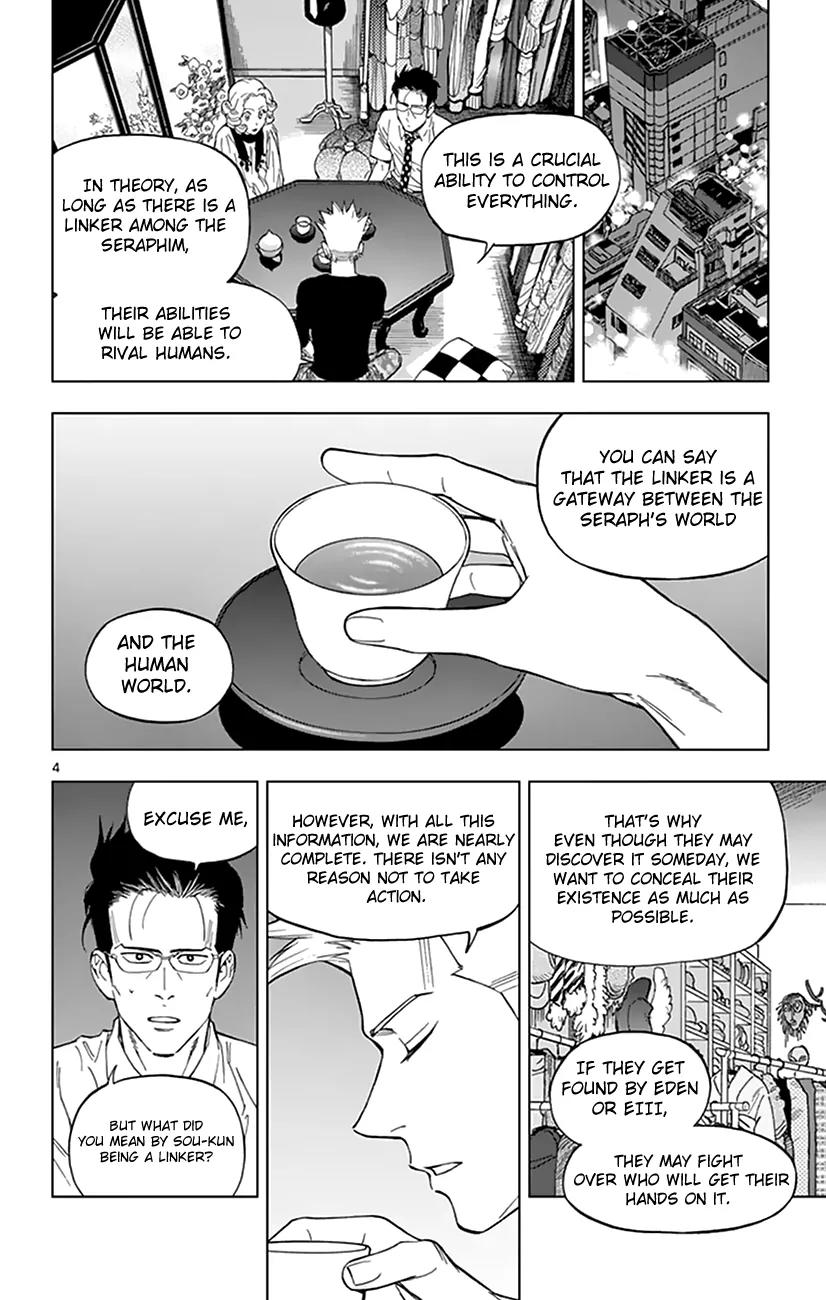 THIS IS A CRUCIAL
ABILITY TO CONTROL
EVERYTHING.
IN THEORY, AS
LONG AS THERE IS A
LINKER AMONG THE
SERAPHIM,
THEIR ABILITIES
WILL BE ABLE TO
RIVAL HUMANS.
YOU CAN SAY
THAT THE LINKER IS A
GATEWAY BETWEEN THE
SERAPH'S WORLD
AND THE
HUMAN
WORLD.
4
THAT'S WHY
EVEN THOUGH THEY MAY
DISCOVER IT SOMEDAY, WE
WANT TO CONCEAL THEIR
EXISTENCE AS MUCH AS
POSSIBLE.
IF THEY GET
FOUND BY EDEN
OR EIII,
THEY MAY FIGHT
OVER WHO WILL GET THEIR
HANDS ON IT.
HOWEVER, WITH ALL THIS
INFORMATION, WE ARE NEARLY
COMPLETE. THERE ISN'T ANY
REASON NOT TO TAKE
ACTION.
EXCUSE ME,
BUT WHAT DID
YOU MEAN BY SOU-KUN
BEING A LINKER?